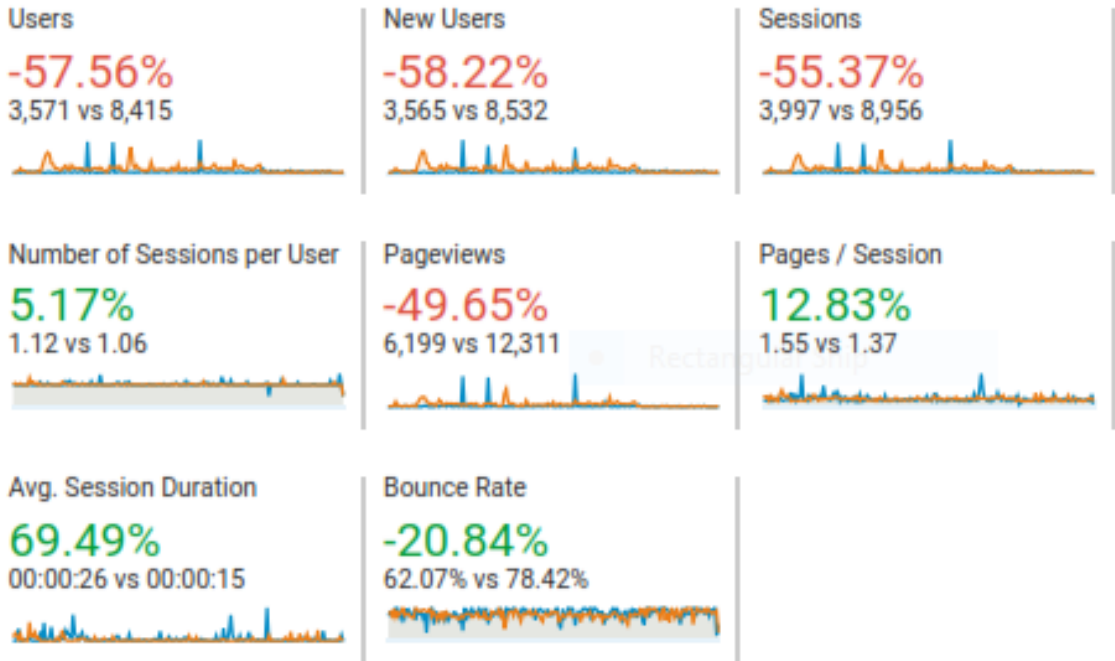 Users
-57.56%
3,571 vs 8,415
New Users
-58.22%
3,565 vs 8,532
Sessions
-55.37%
3,997 vs 8,956
Number of Sessions per User
5.17%
1.12 vs 1.06
Pageviews
-49.65%
6,199 vs 12,311
Pages / Session
12.83%
1.55 vs 1.37
Rectangular Snip
Avg. Session Duration
69.49%
00:00:26 vs 00:00:15
Bounce Rate
-20.84%
62.07% vs 78.42%